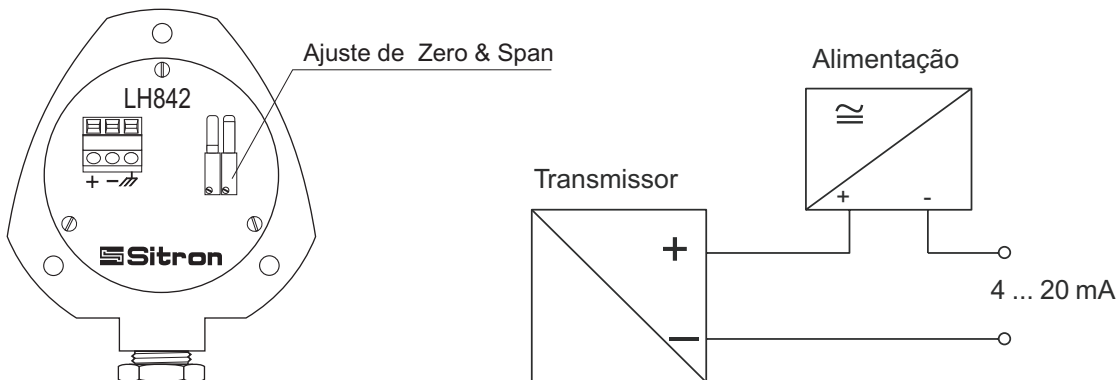 Ajuste de Zero & Span
LH842
+ -
Sitron
Alimentação
≅
+ -
Transmissor
+
−
4 ... 20 mA